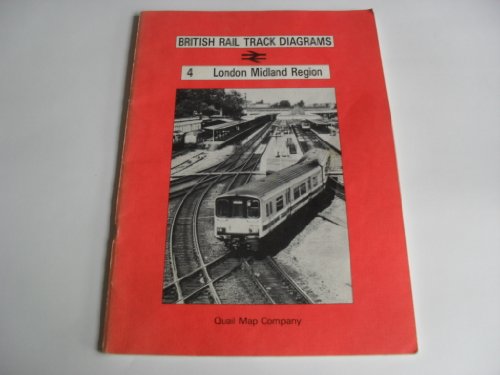 BRITISH RAIL TRACK DIAGRAMS
4 London Midland Region
Quail Map Company